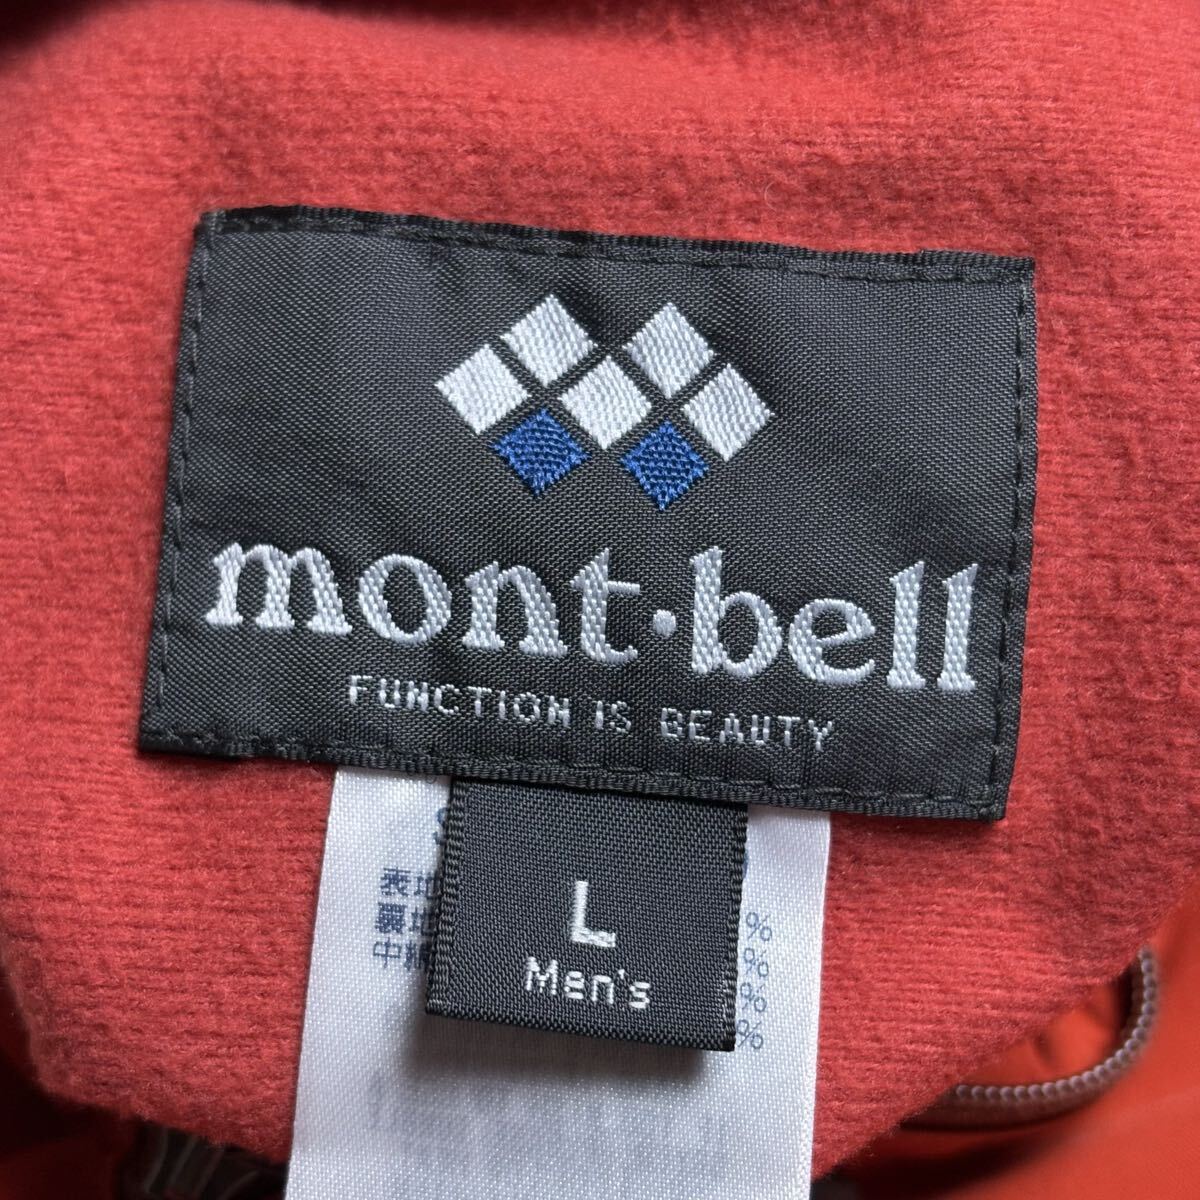 mont·bell
FUNCTION IS BEAUTY
L
Men's
表地
裏地
%
中綿
%
%
%